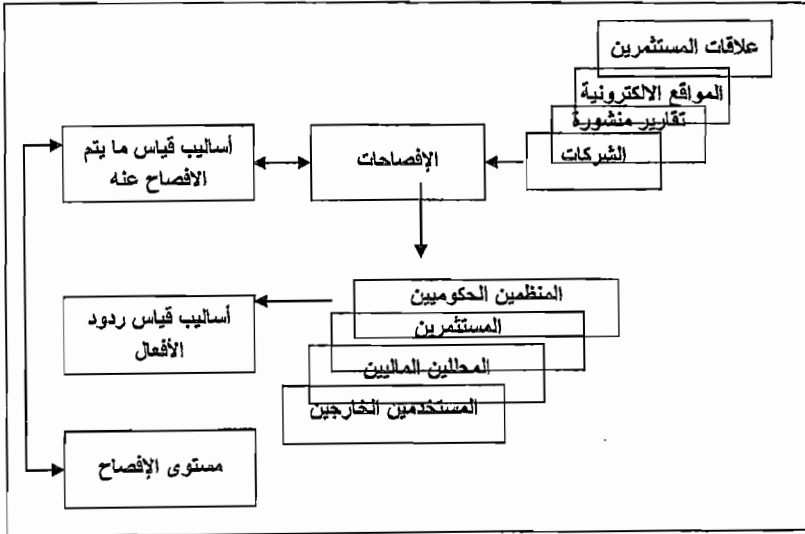 علاقات المستثمرين
المواقع الالكترونية
تقارير منشورة
الشركات
الإفصاحات
أساليب قياس ما يتم
الافصاح عنه
المنظمين الحكوميين
المستثمرين
المحللين الماليين
المستخدمين الخارجين
أساليب قياس ردود
الأفعال
مستوى الإفصاح